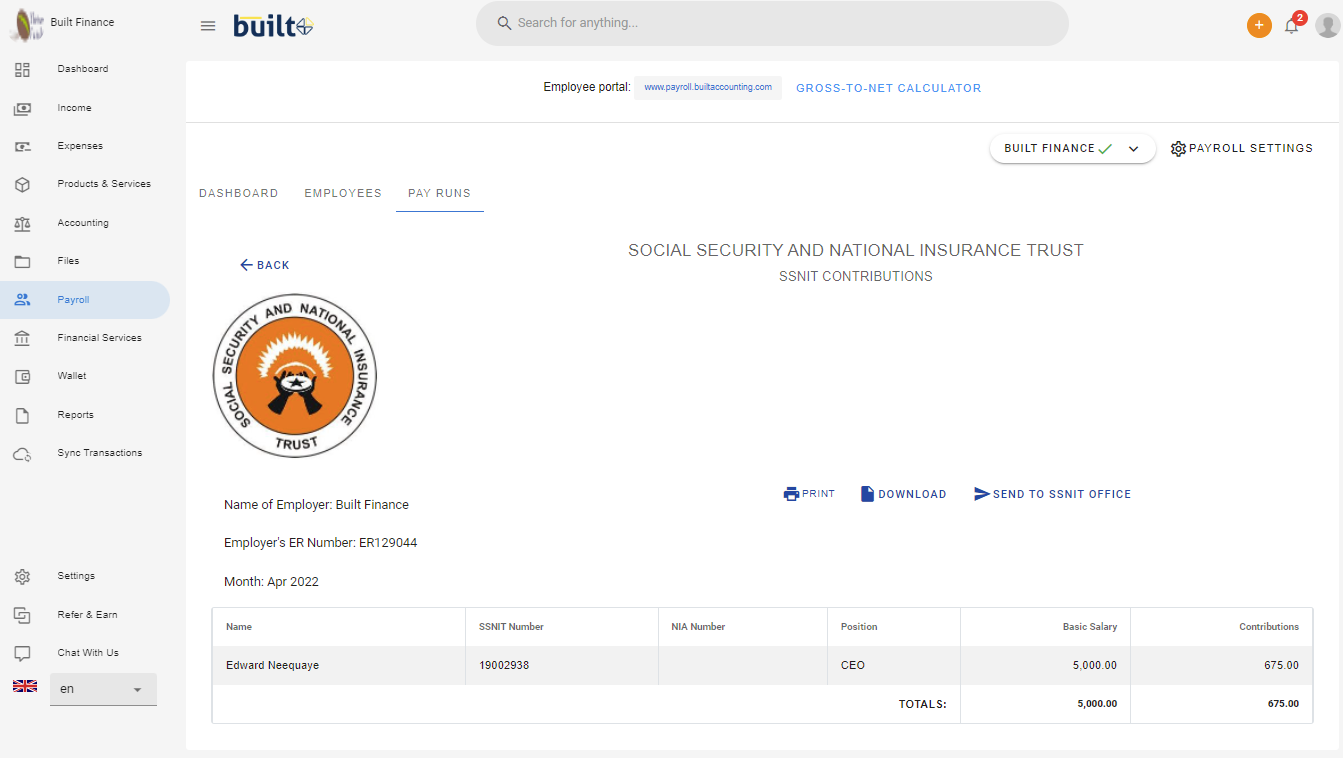 Built Finance
built
Search for anything...
+
2
Dashboard
Income
Expenses
Products & Services
Accounting
Files
Payroll
Financial Services
Wallet
Reports
Sync Transactions
Settings
Refer & Earn
Chat With Us
en
Employee portal: www.payroll.builtaccounting.com GROSS-TO-NET CALCULATOR
BUILT FINANCE
PAYROLL SETTINGS
DASHBOARD EMPLOYEES PAY RUNS
BACK
SOCIAL SECURITY AND NATIONAL INSURANCE TRUST
SSNIT CONTRIBUTIONS
SOCIAL SECURITY AND NATIONAL INSURANCE
TRUST
PRINT DOWNLOAD SEND TO SSNIT OFFICE
Name of Employer: Built Finance
Employer's ER Number: ER129044
Month: Apr 2022
Name SSNIT Number NIA Number Position Basic Salary Contributions
Edward Neequaye 19002938 CEO 5,000.00 675.00
TOTALS: 5,000.00 675.00